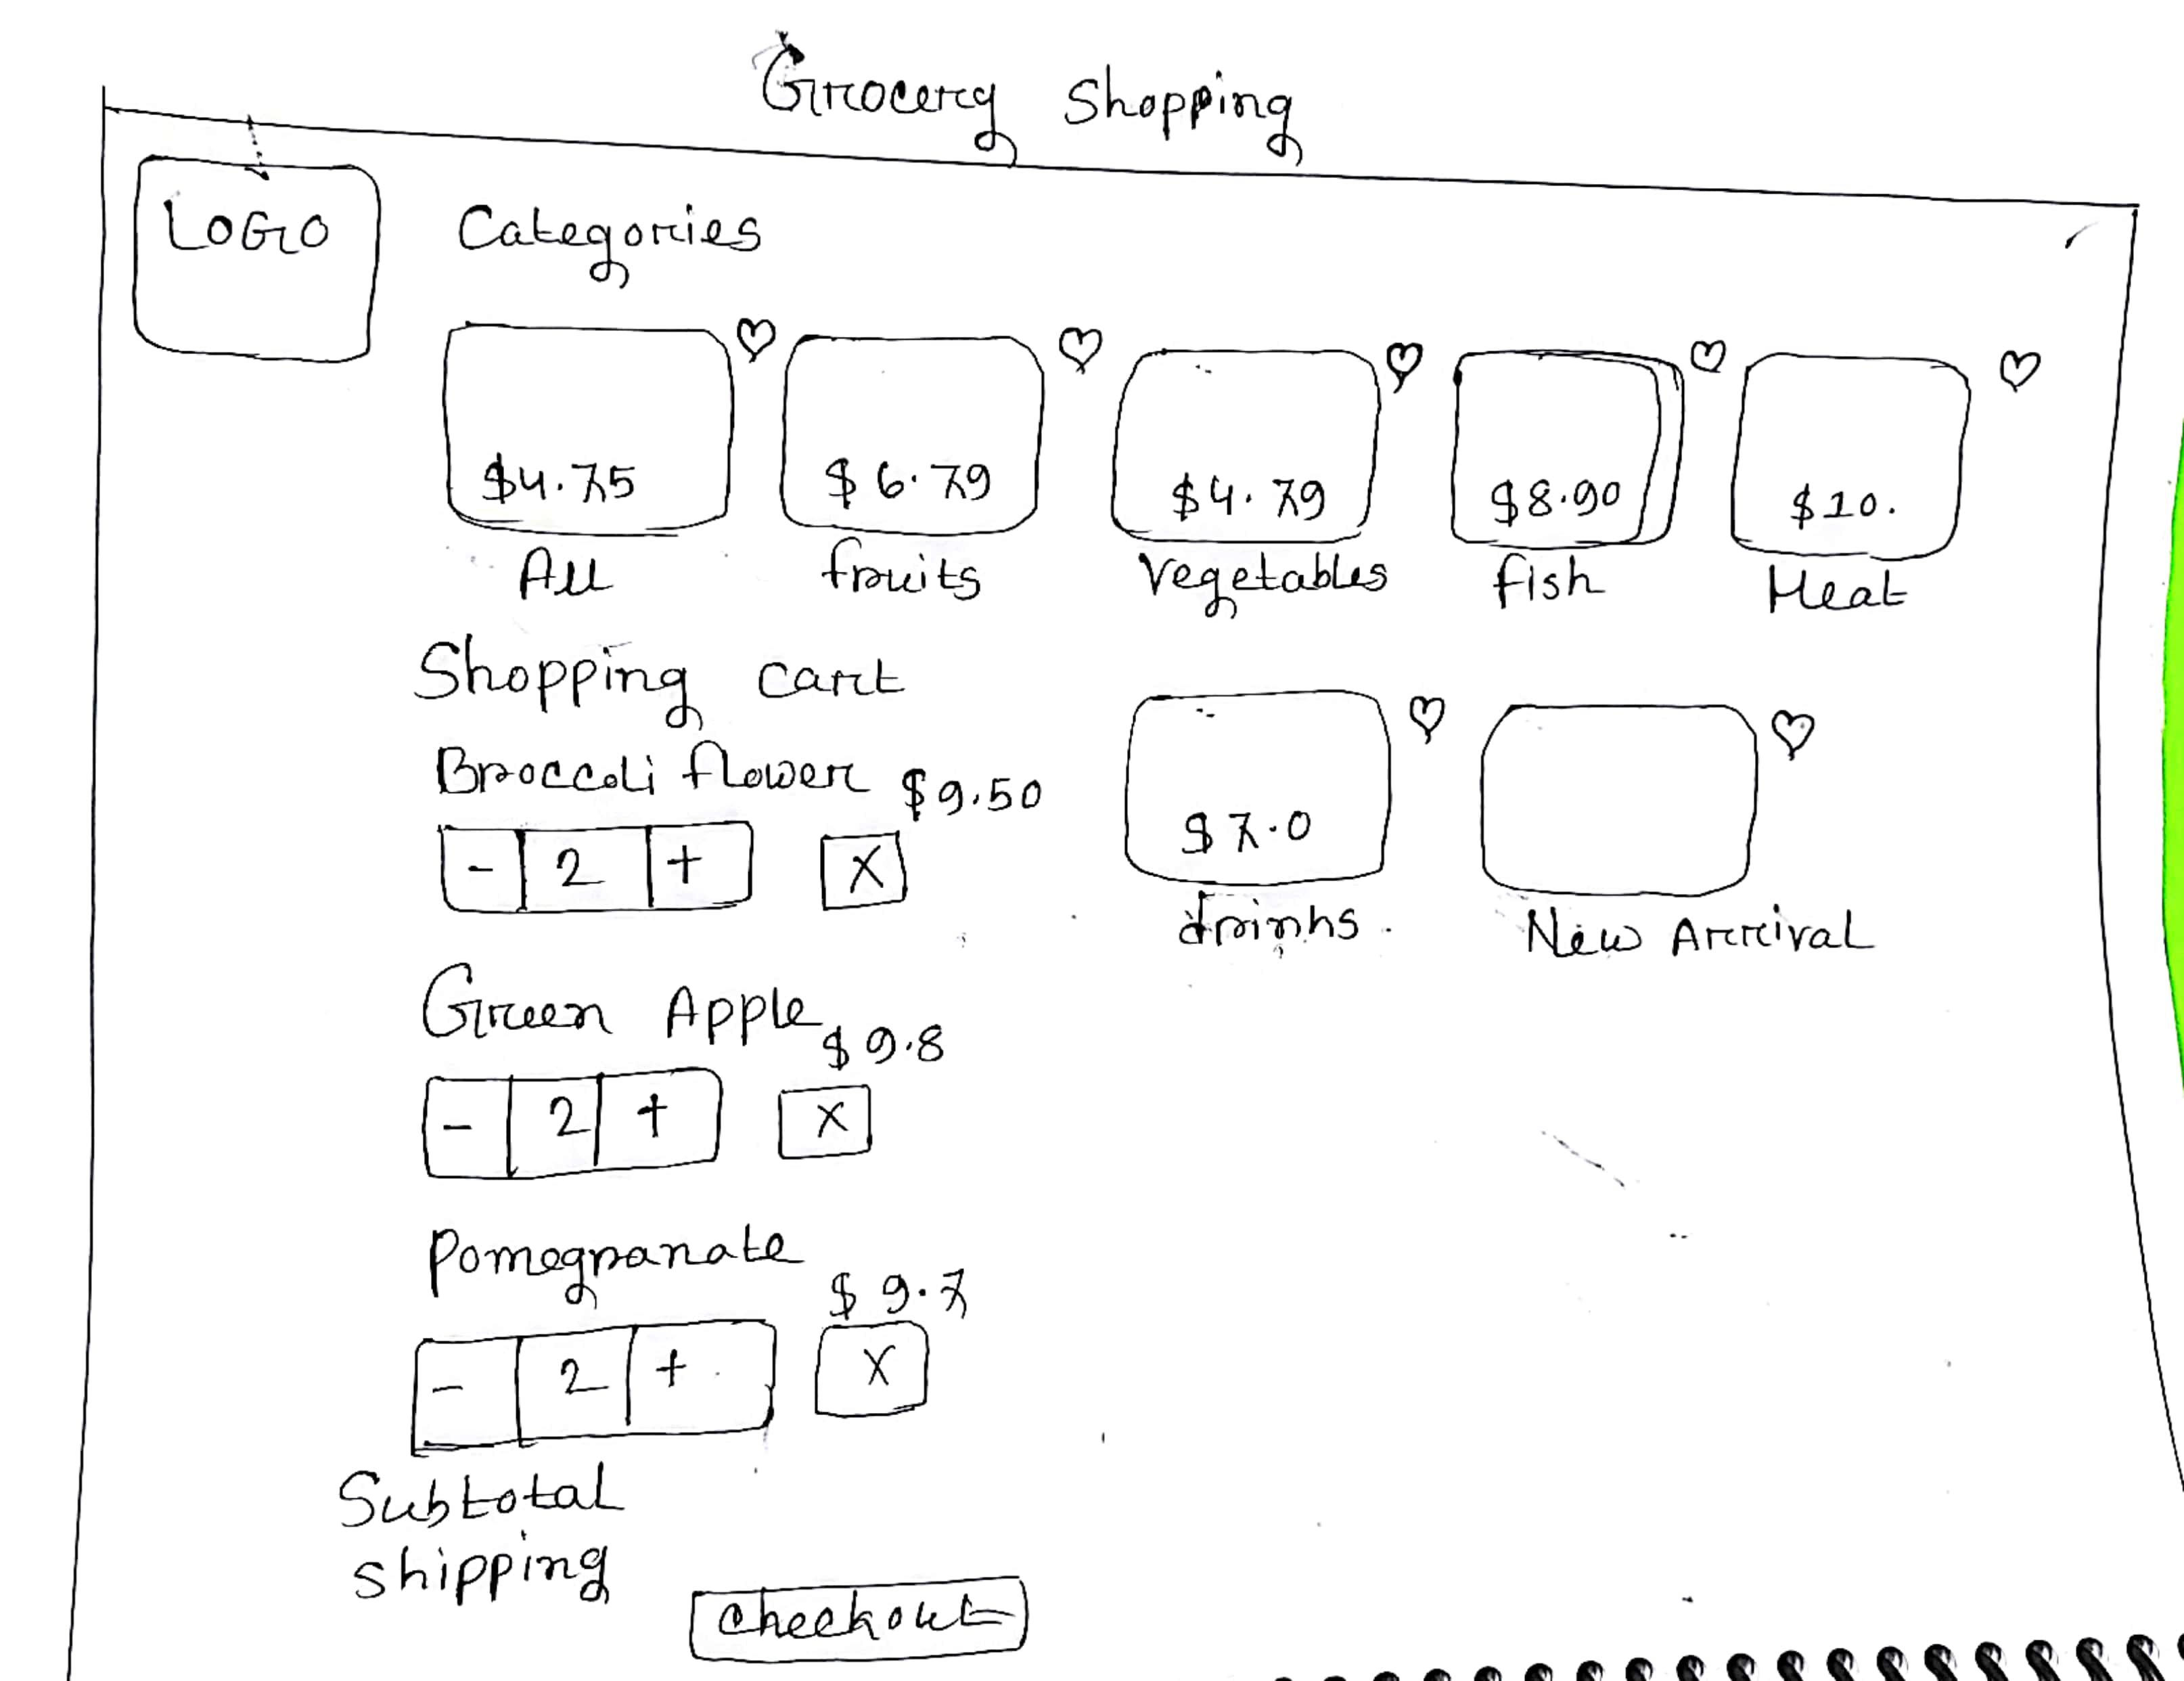 Grocery Shopping
LOGO
Categories
$4.75 $6.79 $4.79 $8.90 $10.
All fruits Vegetables fish Meat
Shopping cart
Broccoli flower $9.50
- 2 + X
$7.0
drinks. New Arrival
Green Apple $9.8
- 2 + X
Pomegranate $9.7
- 2 + X
Subtotal
shipping
checkout